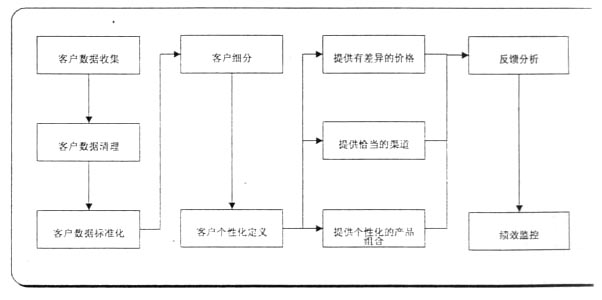 客户数据收集
客户数据清理
客户数据标准化
客户细分
客户个性化定义
提供有差异的价格
提供恰当的渠道
提供个性化的产品
组合
反馈分析
绩效监控